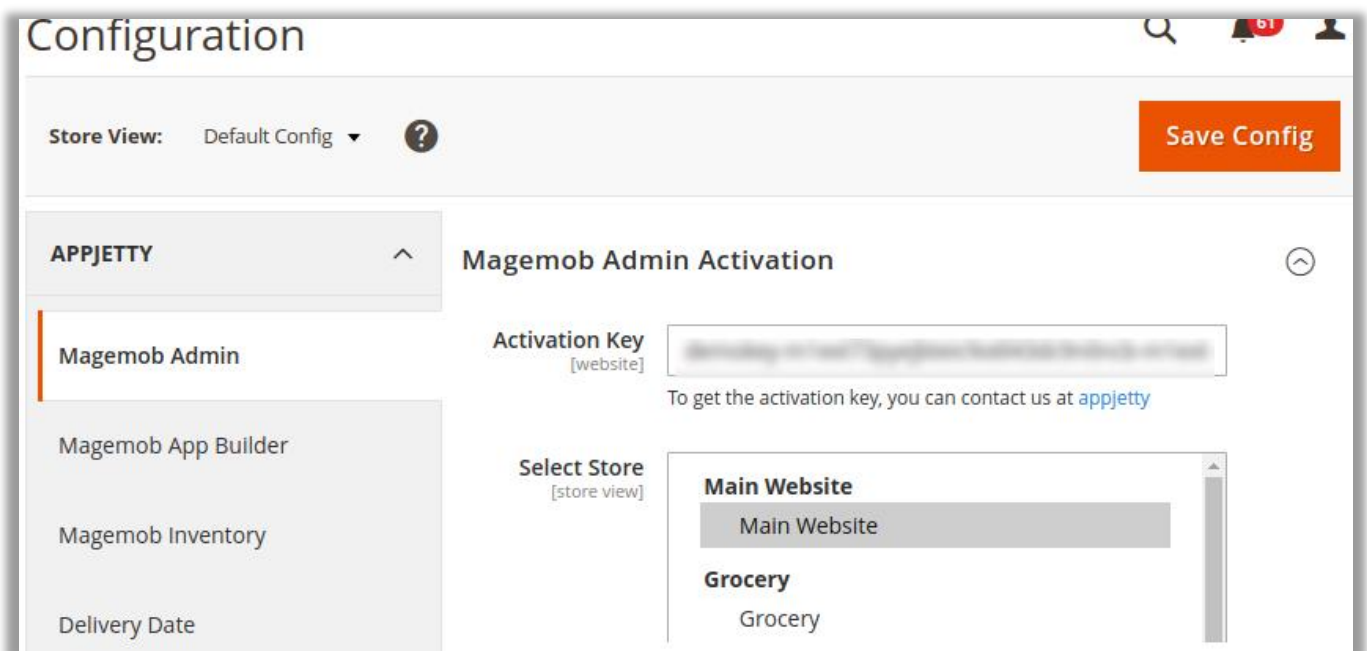 Configuration
61
Store View: Default Config
?
Save Config
APPJETTY
Magemob Admin Activation
Magemob Admin
Activation Key
[website]
To get the activation key, you can contact us at appjetty
Magemob App Builder
Select Store
[store view]
Main Website
Main Website
Magemob Inventory
Grocery
Grocery
Delivery Date